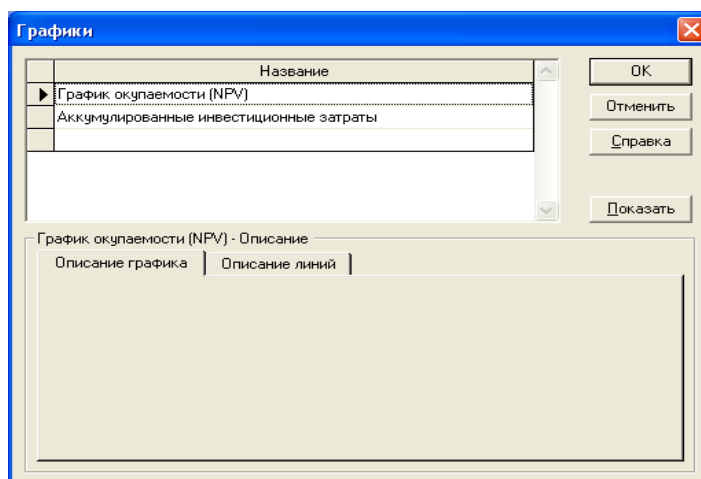 Графики
Название
График окупаемости (NPV)
Аккумулированные инвестиционные затраты
OK
Отменить
Справка
Показать
График окупаемости (NPV) - Описание
Описание графика
Описание линий